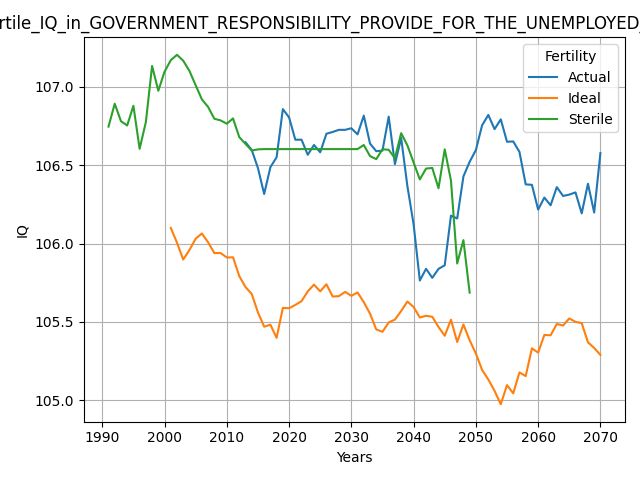 rtile_IQ_in_GOVERNMENT_RESPONSIBILITY_PROVIDE_FOR_THE_UNEMPLOYED_
Fertility
Actual
Ideal
Sterile
107.0
106.5
106.0
105.5
105.0
IQ
1990 2000 2010 2020 2030 2040 2050 2060 2070
Years